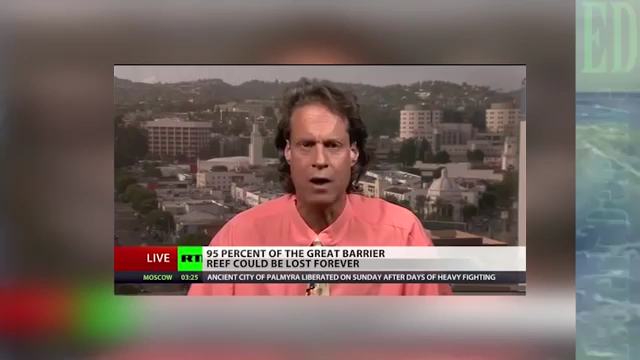 ED
LIVE
RT
95 PERCENT OF THE GREAT BARRIER
REEF COULD BE LOST FOREVER
MOSCOW 03:25 ANCIENT CITY OF PALMYRA LIBERATED ON SUNDAY AFTER DAYS OF HEAVY FIGHTING